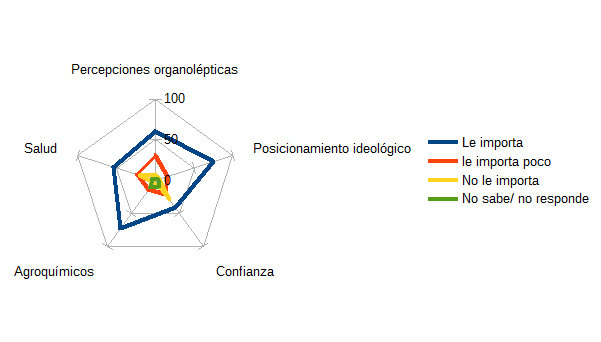 Percepciones organolépticas
100
50
0
Salud
Posicionamiento ideológico
Agroquímicos
Confianza
Le importa
le importa poco
No le importa
No sabe/ no responde